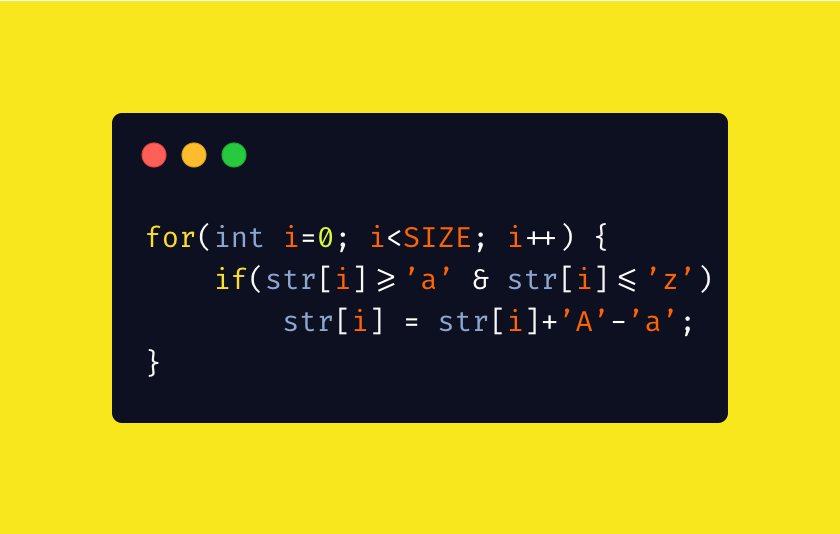 for(int i=0; i<SIZE; i++) {
    if(str[i]>='a' & str[i]<='z')
        str[i] = str[i]+'A'-'a';
}